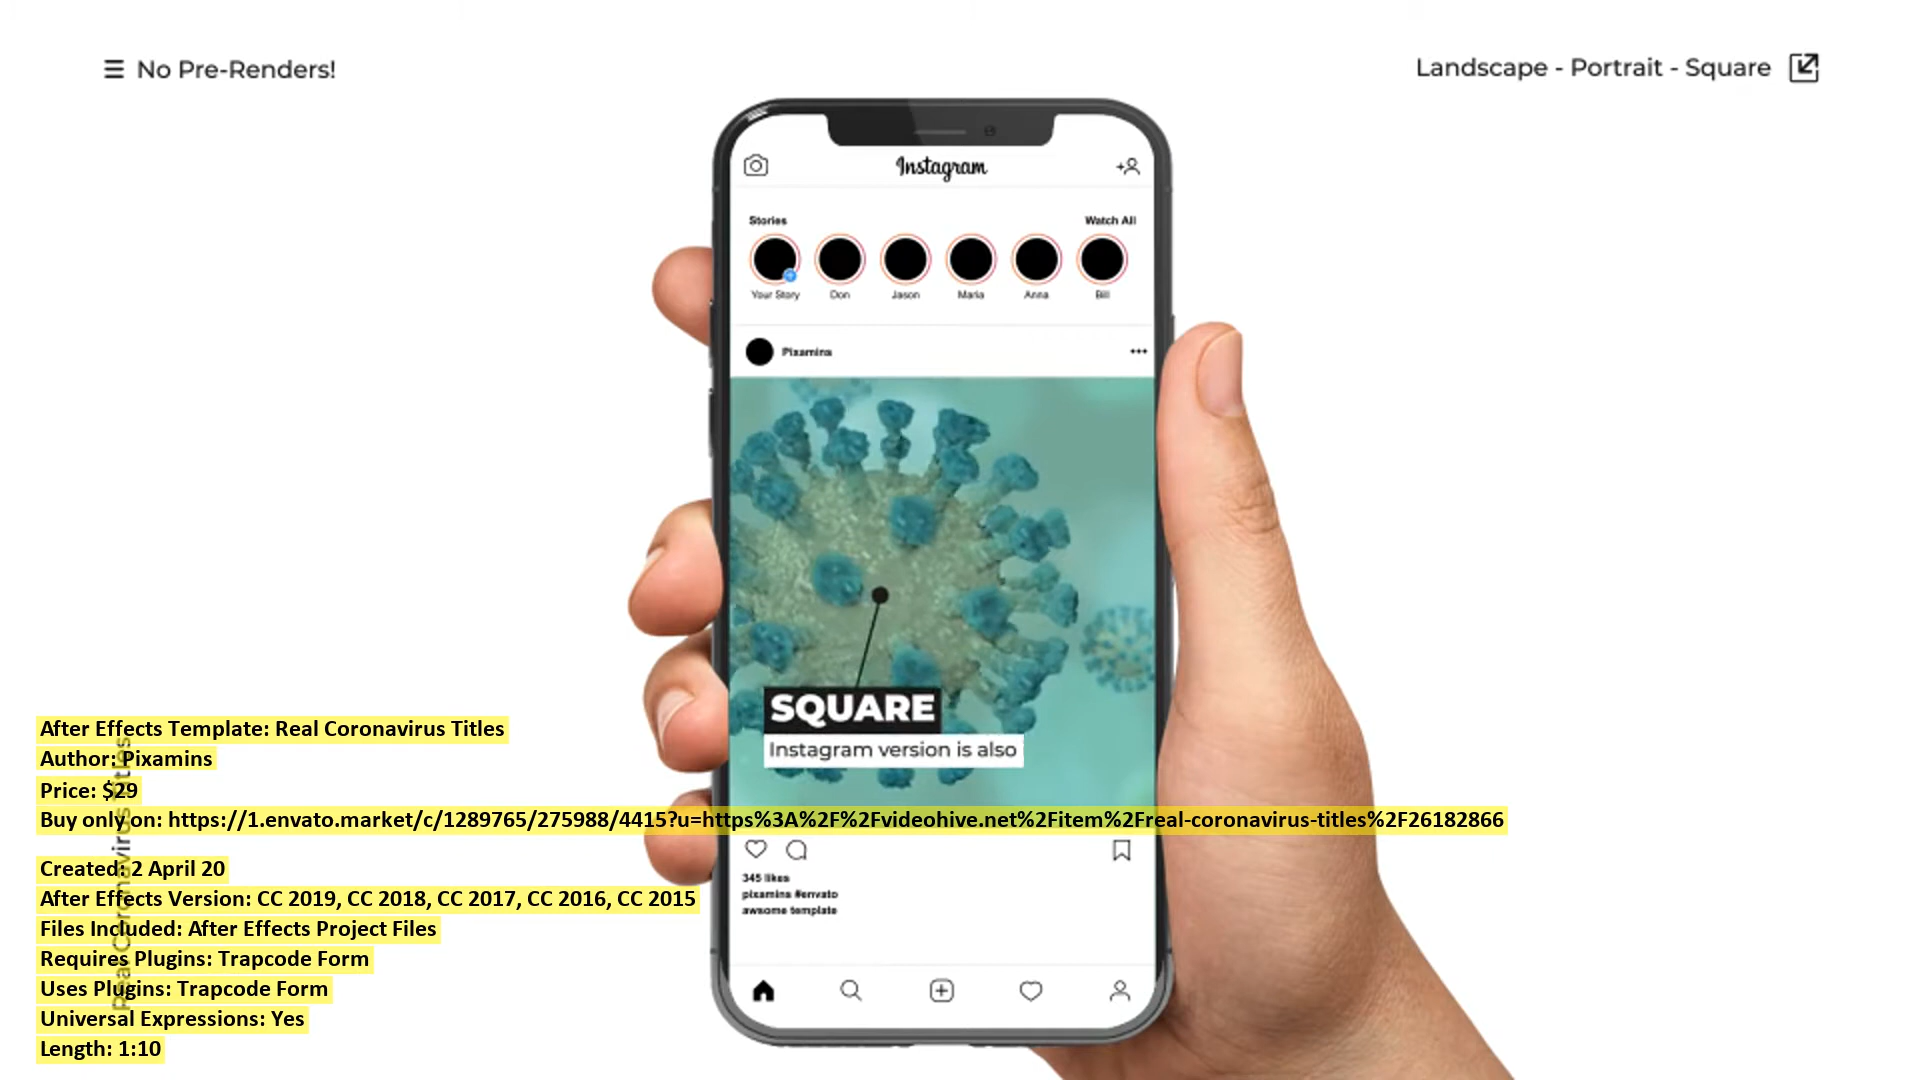 No Pre-Renders!
Landscape - Portrait - Square
Instagram
Stories
Watch All
Your Story
Don
Jason
Maria
Anna
Bill
Pixamins
SQUARE
Instagram version is also
345 likes
pixamins #envato
awsome template
Real Coronavirus Titles
After Effects Template: Real Coronavirus Titles
Author: Pixamins
Price: $29
Buy only on: https://1.envato.market/c/1289765/275988/4415?u=https%3A%2F%2Fvideohive.net%2Fitem%2Freal-coronavirus-titles%2F26182866
Created: 2 April 20
After Effects Version: CC 2019, CC 2018, CC 2017, CC 2016, CC 2015
Files Included: After Effects Project Files
Requires Plugins: Trapcode Form
Uses Plugins: Trapcode Form
Universal Expressions: Yes
Length: 1:10